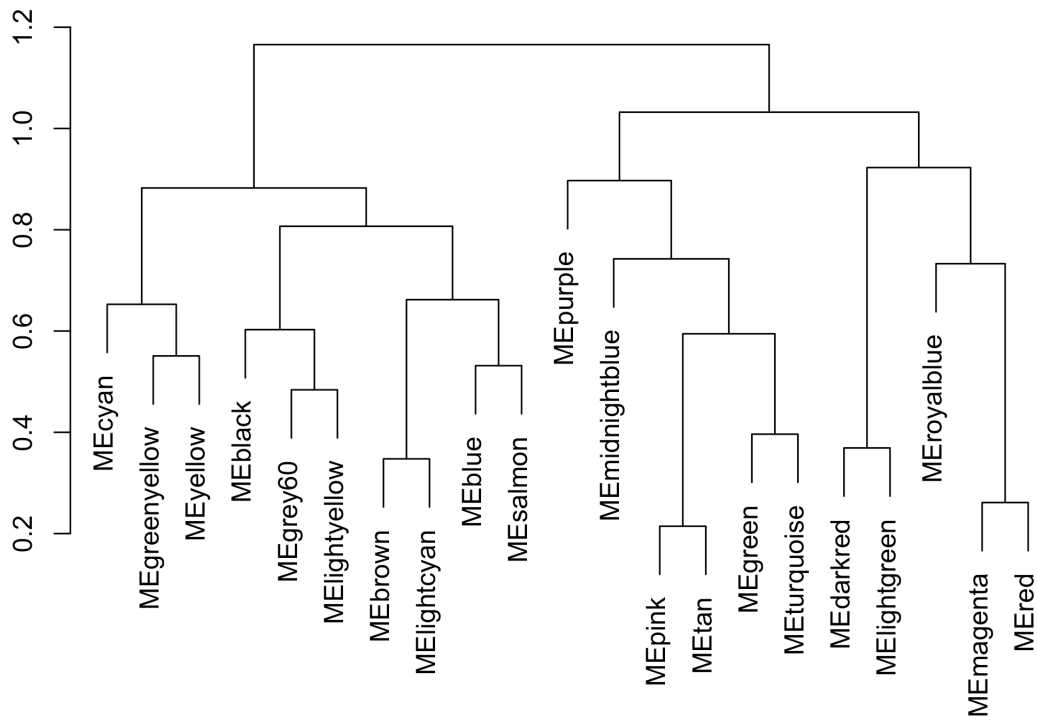 1.2
1.0
0.8
0.6
0.4
0.2
MEcyan
MEgreenyellow
MEyellow
MEblack
MEgrey60
MElightyellow
MEbrown
MElightcyan
MEblue
MEsalmon
MEpurple
MEmidnightblue
MEpink
MEtan
MEgreen
MEturquoise
MEdarkred
MElightgreen
MEroyalblue
MEmagenta
MEred